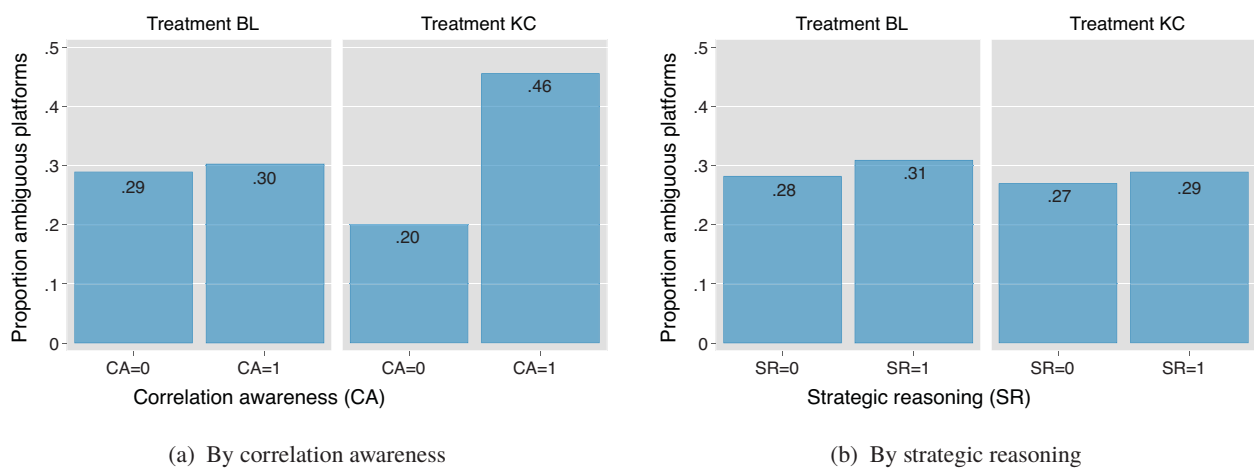 Treatment BL Treatment KC
Proportion ambiguous platforms
.5
.4
.3
.2
.1
0
.29 .30 .20 .46
CA=0 CA=1 CA=0 CA=1
Correlation awareness (CA)
(a) By correlation awareness
Treatment BL Treatment KC
Proportion ambiguous platforms
.5
.4
.3
.2
.1
0
.28 .31 .27 .29
SR=0 SR=1 SR=0 SR=1
Strategic reasoning (SR)
(b) By strategic reasoning